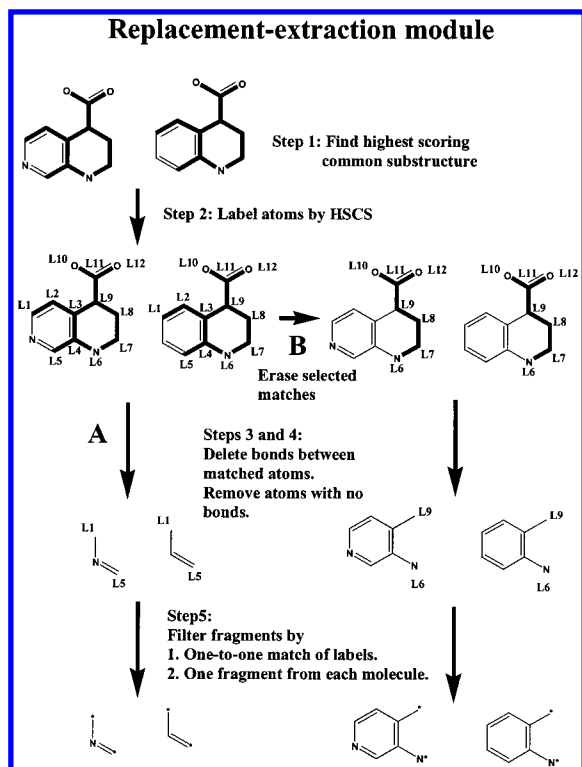 Replacement-extraction module
O O
O O
N N
N
Step 1: Find highest scoring
common substructure
Step 2: Label atoms by HSCS
L10 L11 L12
L10 L11 L12
L10 L11 L12
L10 L11 L12
O O
O O
O O
O O
L1 L2 L3 L9 L8
L1 L2 L3 L9 L8
L9 L8
L9 L8
N L5 L4 N L6 L7
L5 L4 N L6 L7
N N L6 L7
N L6 L7
B
Erase selected
matches
A
Steps 3 and 4:
Delete bonds between
matched atoms.
Remove atoms with no
bonds.
L1 N L5
L1 L5
L9 N N L6
L9 N L6
Step5:
Filter fragments by
1. One-to-one match of labels.
2. One fragment from each molecule.
* N *
* *
* N N*
* N*